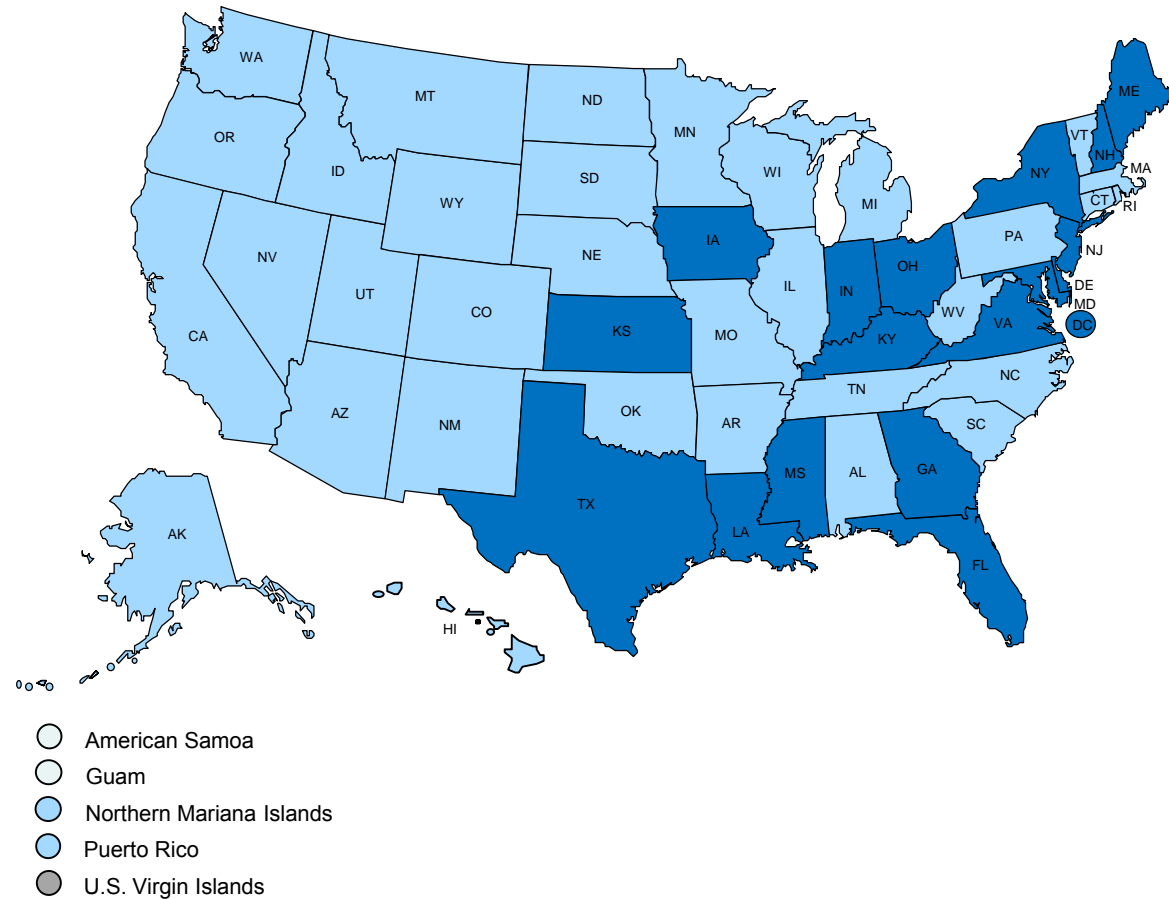 WA
MT
ND
MN
ME
VT
NH
OR
ID
SD
WI
NY
MA
WY
MI
CT
RI
IA
PA
NV
NE
OH
NJ
UT
CO
IL
IN
DE
MD
CA
KS
MO
KY
WV
VA
DC
AZ
NM
OK
AR
TN
NC
SC
TX
LA
MS
AL
GA
FL
AK
HI
American Samoa
Guam
Northern Mariana Islands
Puerto Rico
U.S. Virgin Islands